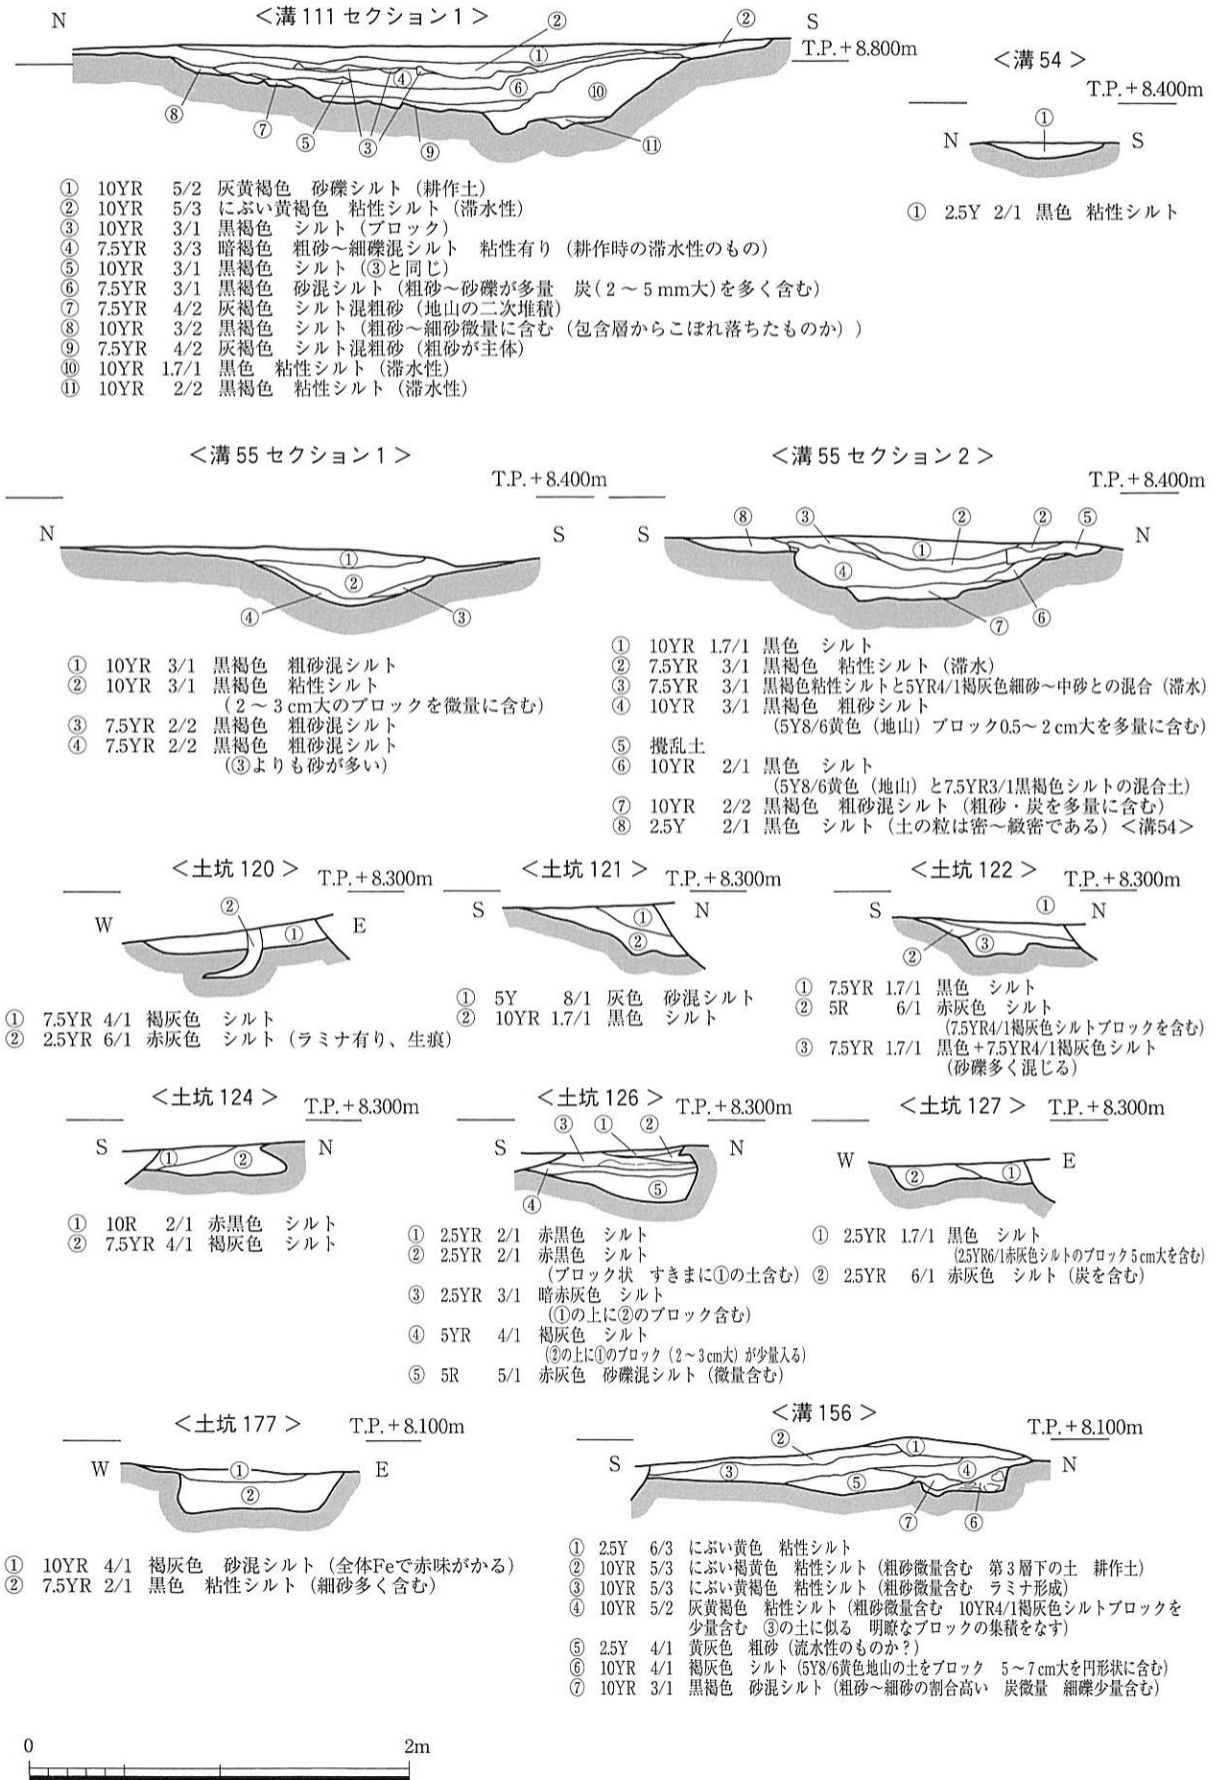 <溝 111 セクション 1 >
N
②
②
S
T.P.＋8.800m
①
④
⑥
⑩
⑧
⑦
⑤
③
⑨
⑪
① 10YR 5/2 灰黄褐色 砂礫シルト（耕作土）
② 10YR 5/3 にぶい黄褐色 粘性シルト（滞水性）
③ 10YR 3/1 黒褐色 シルト（ブロック）
④ 7.5YR 3/3 暗褐色 粗砂～細礫混シルト 粘性有り（耕作時の滞水性のもの）
⑤ 10YR 3/1 黒褐色 シルト（③と同じ）
⑥ 7.5YR 3/1 黒褐色 砂混シルト（粗砂～砂礫が多量 炭(２～５mm大)を多く含む）
⑦ 7.5YR 4/2 灰褐色 シルト混粗砂（地山の二次堆積）
⑧ 10YR 3/2 黒褐色 シルト（粗砂～細砂微量に含む（包含層からこぼれ落ちたものか））
⑨ 7.5YR 4/2 灰褐色 シルト混粗砂（粗砂が主体）
⑩ 10YR 1.7/1 黒色 粘性シルト（滞水性）
⑪ 10YR 2/2 黒褐色 粘性シルト（滞水性）
<溝 54 >
T.P.＋8.400m
①
N
S
① 2.5Y 2/1 黒色 粘性シルト
<溝 55 セクション 1 >
T.P.＋8.400m
N
S
①
②
④
③
① 10YR 3/1 黒褐色 粗砂混シルト
② 10YR 3/1 黒褐色 粘性シルト
（２～３cm大のブロックを微量に含む）
③ 7.5YR 2/2 黒褐色 粗砂混シルト
④ 7.5YR 2/2 黒褐色 粗砂混シルト
（③よりも砂が多い）
<溝 55 セクション 2 >
T.P.＋8.400m
S
⑧
③
②
②
⑤
N
①
④
⑦
⑥
① 10YR 1.7/1 黒色 シルト
② 7.5YR 3/1 黒褐色 粘性シルト（滞水）
③ 7.5YR 3/1 黒褐色粘性シルトと5YR4/1褐灰色細砂～中砂との混合（滞水）
④ 10YR 3/1 黒褐色 粗砂シルト
（5Y8/6黄色（地山）ブロック0.5～２cm大を多量に含む）
⑤ 攪乱土
⑥ 10YR 2/1 黒色 シルト
（5Y8/6黄色（地山）と7.5YR3/1黒褐色シルトの混合土）
⑦ 10YR 2/2 黒褐色 粗砂混シルト（粗砂・炭を多量に含む）
⑧ 2.5Y 2/1 黒色 シルト（土の粒は密～緻密である）<溝54>
<土坑 120 >
T.P.＋8.300m
②
W
①
E
① 7.5YR 4/1 褐灰色 シルト
② 2.5YR 6/1 赤灰色 シルト（ラミナ有り、生痕）
<土坑 121 >
T.P.＋8.300m
S
①
N
②
① 5Y 8/1 灰色 砂混シルト
② 10YR 1.7/1 黒色 シルト
<土坑 122 >
T.P.＋8.300m
S
①
N
②
③
① 7.5YR 1.7/1 黒色 シルト
② 5R 6/1 赤灰色 シルト
（7.5YR4/1褐灰色シルトブロックを含む）
③ 7.5YR 1.7/1 黒色＋7.5YR4/1褐灰色シルト
（砂礫多く混じる）
<土坑 124 >
T.P.＋8.300m
S
①
②
N
① 10R 2/1 赤黒色 シルト
② 7.5YR 4/1 褐灰色 シルト
<土坑 126 >
T.P.＋8.300m
③
①
②
S
N
④
⑤
① 2.5YR 2/1 赤黒色 シルト
② 2.5YR 2/1 赤黒色 シルト
（ブロック状 すきまに①の土含む）
③ 2.5YR 3/1 暗赤灰色 シルト
（①の上に②のブロック含む）
④ 5YR 4/1 褐灰色 シルト
（②の上に①のブロック（２～３cm大）が少量入る）
⑤ 5R 5/1 赤灰色 砂礫混シルト（微量含む）
<土坑 127 >
T.P.＋8.300m
W
②
①
E
① 2.5YR 1.7/1 黒色 シルト
（2.5YR6/1赤灰色シルトのブロック５cm大を含む）
② 2.5YR 6/1 赤灰色 シルト（炭を含む）
<土坑 177 >
T.P.＋8.100m
W
①
E
②
① 10YR 4/1 褐灰色 砂混シルト（全体Feで赤味がかる）
② 7.5YR 2/1 黒色 粘性シルト（細砂多く含む）
<溝 156 >
T.P.＋8.100m
②
①
S
③
④
N
⑤
⑦
⑥
① 2.5Y 6/3 にぶい黄色 粘性シルト
② 10YR 5/3 にぶい褐黄色 粘性シルト（粗砂微量含む 第３層下の土 耕作土）
③ 10YR 5/3 にぶい黄褐色 粘性シルト（粗砂微量含む ラミナ形成）
④ 10YR 5/2 灰黄褐色 粘性シルト（粗砂微量含む 10YR4/1褐灰色シルトブロックを
少量含む ③の土に似る 明瞭なブロックの集積をなす）
⑤ 2.5Y 4/1 黄灰色 粗砂（流水性のものか？）
⑥ 10YR 4/1 褐灰色 シルト（5Y8/6黄色地山の土をブロック ５～７cm大を円形状に含む）
⑦ 10YR 3/1 黒褐色 砂混シルト（粗砂～細砂の割合高い 炭微量 細礫少量含む）
0
2m